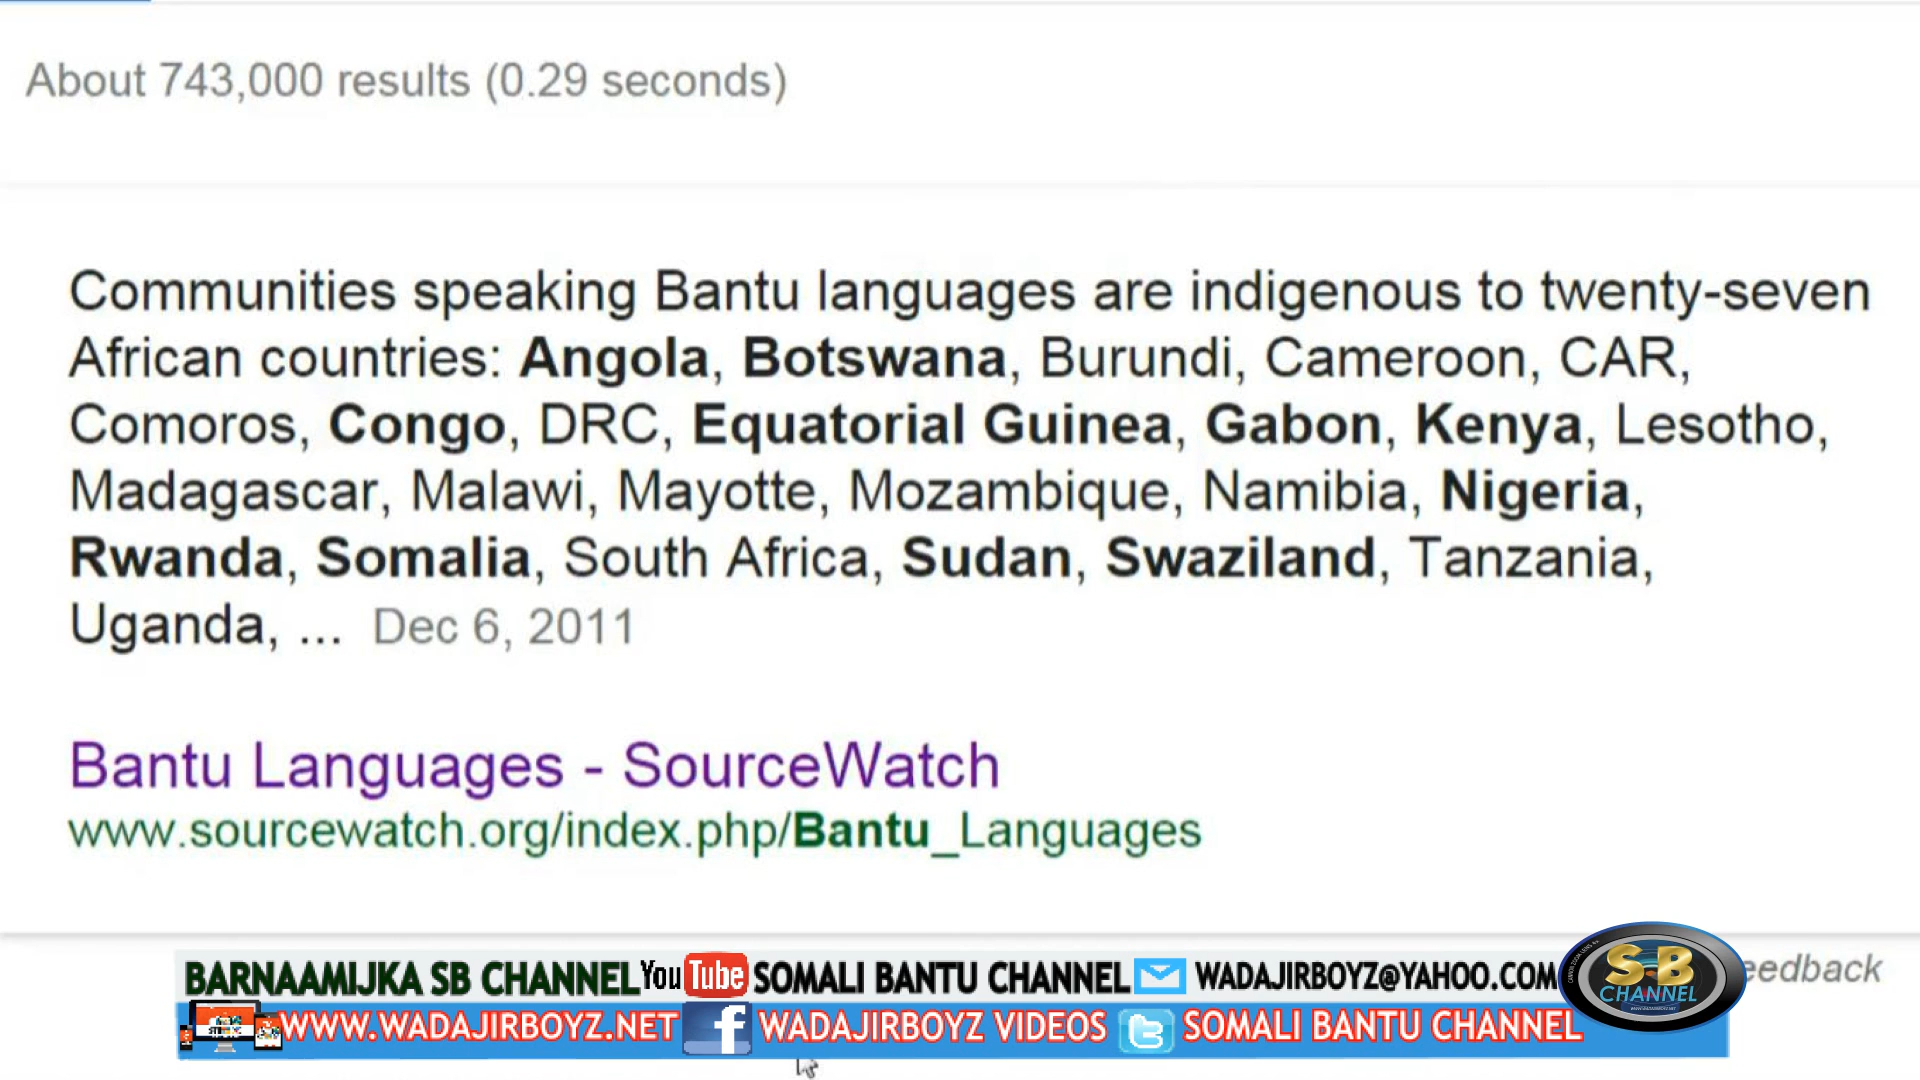 About 743,000 results (0.29 seconds)
Communities speaking Bantu languages are indigenous to twenty-seven
African countries: Angola, Botswana, Burundi, Cameroon, CAR,
Comoros, Congo, DRC, Equatorial Guinea, Gabon, Kenya, Lesotho,
Madagascar, Malawi, Mayotte, Mozambique, Namibia, Nigeria,
Rwanda, Somalia, South Africa, Sudan, Swaziland, Tanzania,
Uganda, ... Dec 6, 2011
Bantu Languages - SourceWatch
www.sourcewatch.org/index.php/Bantu_Languages
BARNAAMIJKA SB CHANNEL YouTube SOMALI BANTU CHANNEL WADAJIRBOYZ@YAHOO.COM
SB CHANNEL
eedback
WWW.WADAJIRBOYZ.NET f WADAJIRBOYZ VIDEOS t SOMALI BANTU CHANNEL